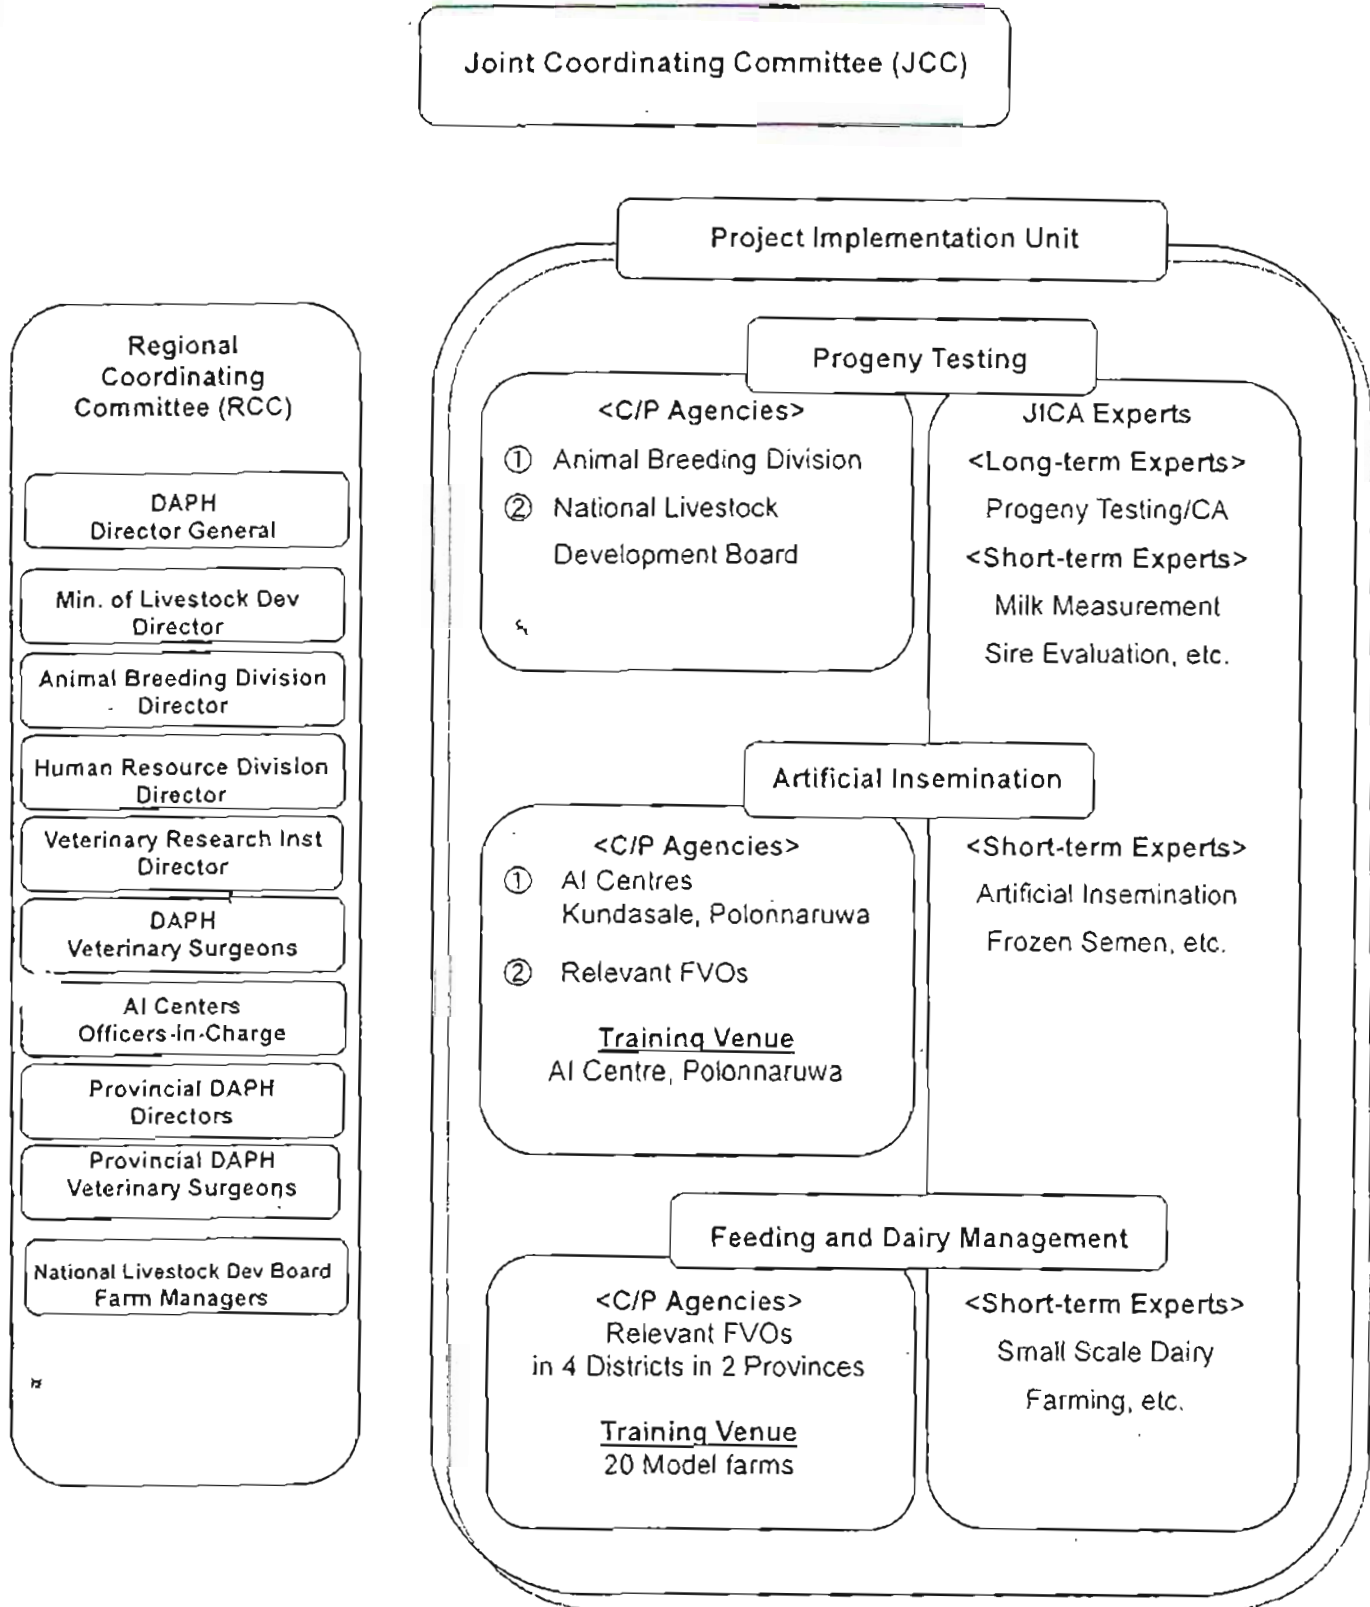 Joint Coordinating Committee (JCC)
Project Implementation Unit
Regional
Coordinating
Committee (RCC)
DAPH
Director General
Min. of Livestock Dev
Director
Animal Breeding Division
Director
Human Resource Division
Director
Veterinary Research Inst
Director
DAPH
Veterinary Surgeons
AI Centers
Officers-in-Charge
Provincial DAPH
Directors
Provincial DAPH
Veterinary Surgeons
National Livestock Dev Board
Farm Managers
Progeny Testing
<C/P Agencies>
① Animal Breeding Division
② National Livestock
Development Board
JICA Experts
<Long-term Experts>
Progeny Testing/CA
<Short-term Experts>
Milk Measurement
Sire Evaluation, etc.
Artificial Insemination
<C/P Agencies>
① AI Centres
Kundasale, Polonnaruwa
② Relevant FVOs
Training Venue
AI Centre, Polonnaruwa
<Short-term Experts>
Artificial Insemination
Frozen Semen, etc.
Feeding and Dairy Management
<C/P Agencies>
Relevant FVOs
in 4 Districts in 2 Provinces
Training Venue
20 Model farms
<Short-term Experts>
Small Scale Dairy
Farming, etc.